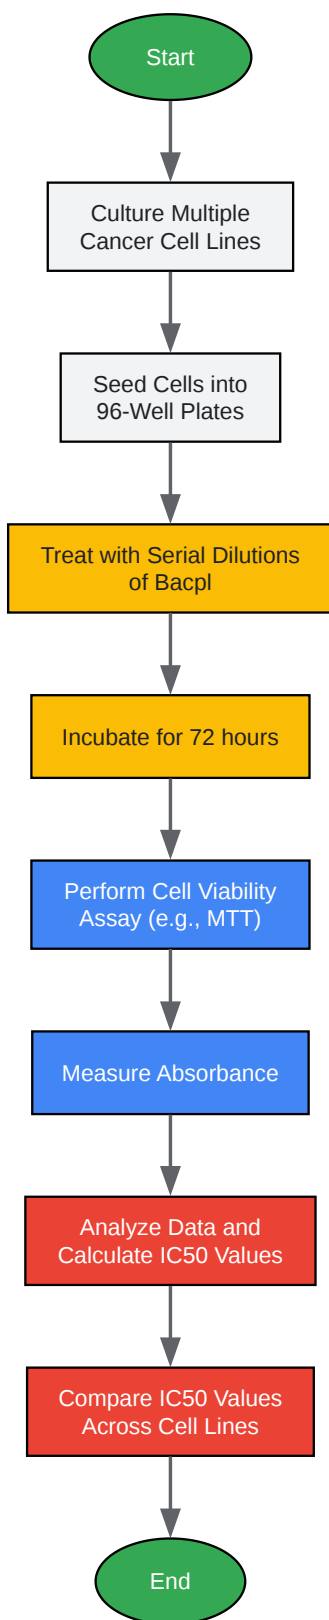 Start
Culture Multiple
Cancer Cell Lines
Seed Cells into
96-Well Plates
Treat with Serial Dilutions
of Bacpl
Incubate for 72 hours
Perform Cell Viability
Assay (e.g., MTT)
Measure Absorbance
Analyze Data and
Calculate IC50 Values
Compare IC50 Values
Across Cell Lines
End